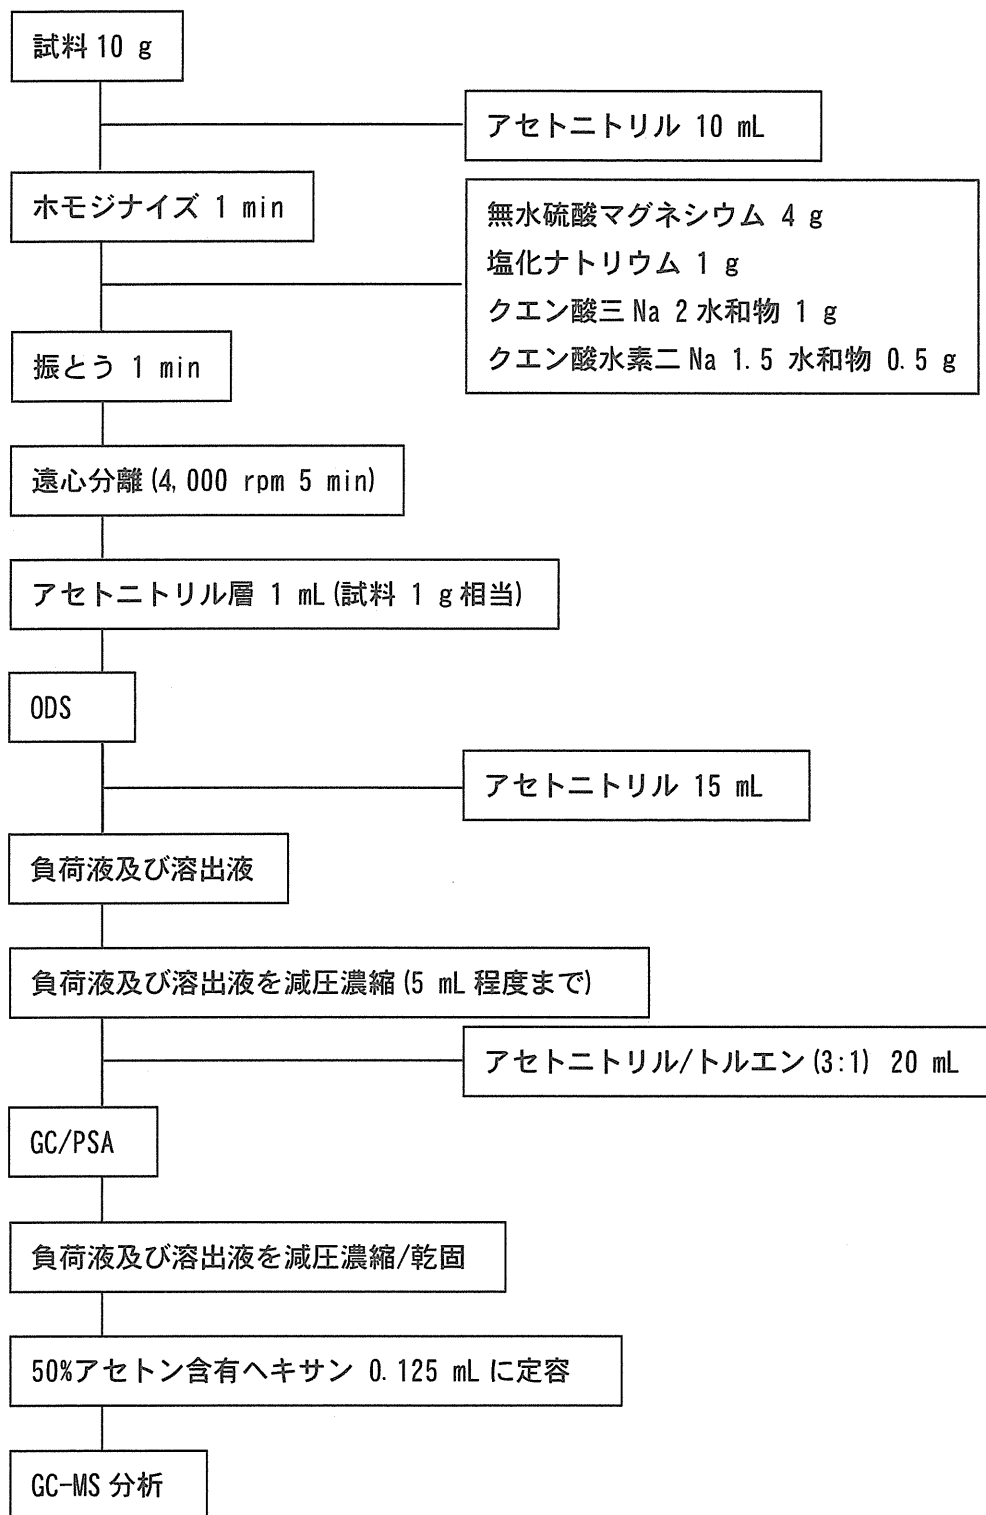 試料 10 g
アセトニトリル 10 mL
ホモジナイズ 1 min
無水硫酸マグネシウム 4 g
塩化ナトリウム 1 g
クエン酸三 Na 2 水和物 1 g
クエン酸水素二 Na 1.5 水和物 0.5 g
振とう 1 min
遠心分離 (4,000 rpm 5 min)
アセトニトリル層 1 mL (試料 1 g 相当)
ODS
アセトニトリル 15 mL
負荷液及び溶出液
負荷液及び溶出液を減圧濃縮 (5 mL 程度まで)
アセトニトリル/トルエン (3:1) 20 mL
GC/PSA
負荷液及び溶出液を減圧濃縮/乾固
50%アセトン含有ヘキサン 0.125 mL に定容
GC-MS 分析